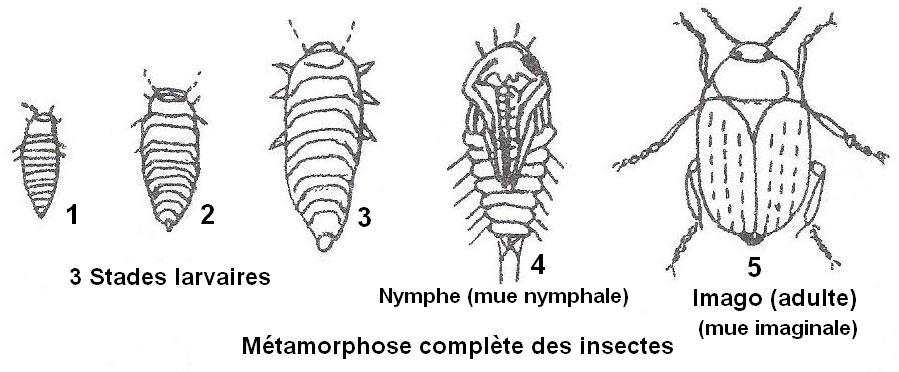 1
2
3
4
5
3 Stades larvaires
Nymphe (mue nymphale)
Imago (adulte)
(mue imaginale)
Métamorphose complète des insectes